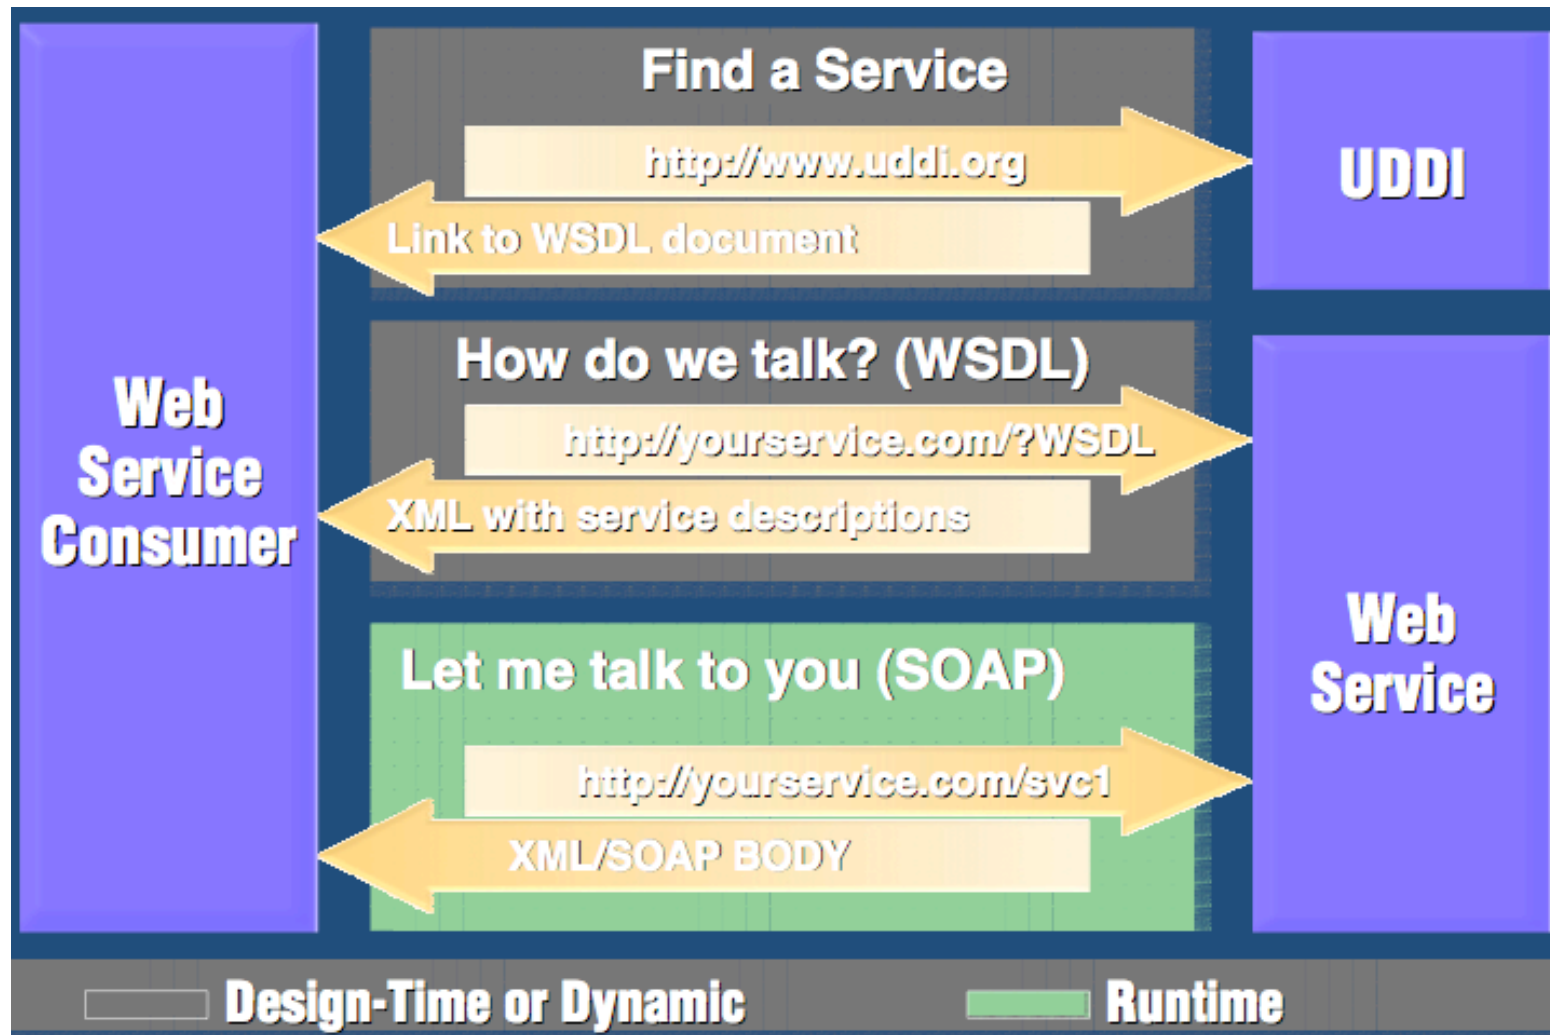 Find a Service
http://www.uddi.org
Link to WSDL document
UDDI
How do we talk? (WSDL)
http://yourservice.com/?WSDL
XML with service descriptions
Web
Service
Consumer
Let me talk to you (SOAP)
http://yourservice.com/svc1
XML/SOAP BODY
Web
Service
Design-Time or Dynamic
Runtime